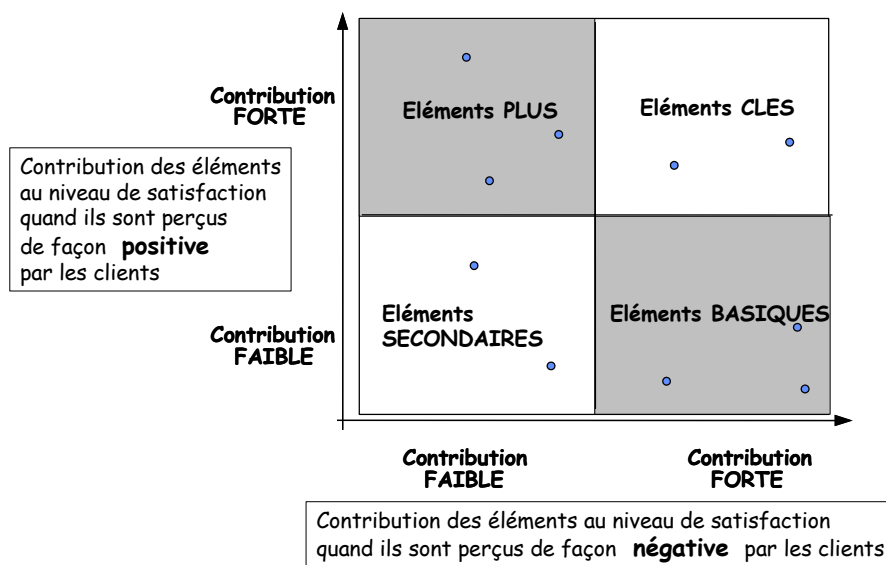 Contribution
FORTE
Eléments PLUS
Eléments CLES
Contribution des éléments
au niveau de satisfaction
quand ils sont perçus
de façon positive
par les clients
Contribution
FAIBLE
Eléments
SECONDAIRES
Eléments BASIQUES
Contribution
FAIBLE
Contribution
FORTE
Contribution des éléments au niveau de satisfaction
quand ils sont perçus de façon négative par les clients